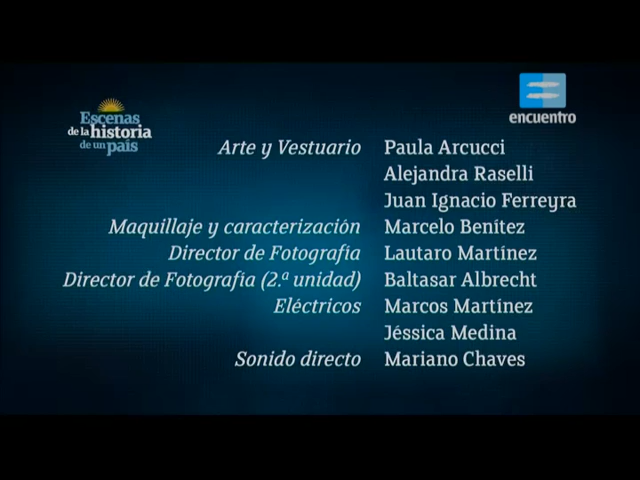 Escenas
de la historia
de un país
encuentro
Arte y Vestuario Paula Arcucci
Alejandra Raselli
Juan Ignacio Ferreyra
Maquillaje y caracterización Marcelo Benítez
Director de Fotografía Lautaro Martínez
Director de Fotografía (2.ª unidad) Baltasar Albrecht
Eléctricos Marcos Martínez
Jéssica Medina
Sonido directo Mariano Chaves